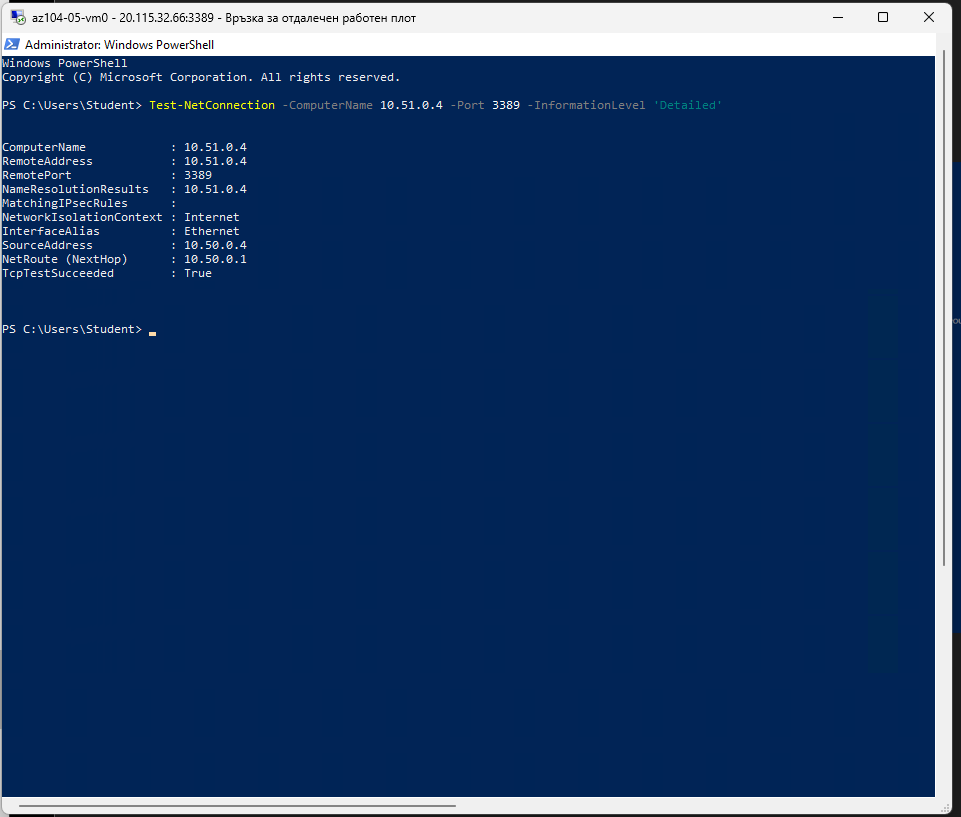 az104-05-vm0 - 20.115.32.66:3389 - Връзка за отдалечен работен плот
Administrator: Windows PowerShell
Windows PowerShell
Copyright (C) Microsoft Corporation. All rights reserved.
PS C:\Users\Student> Test-NetConnection -ComputerName 10.51.0.4 -Port 3389 -InformationLevel 'Detailed'
ComputerName            : 10.51.0.4
RemoteAddress           : 10.51.0.4
RemotePort              : 3389
NameResolutionResults   : 10.51.0.4
MatchingIPsecRules      :
NetworkIsolationContext : Internet
InterfaceAlias          : Ethernet
SourceAddress           : 10.50.0.4
NetRoute (NextHop)      : 10.50.0.1
TcpTestSucceeded        : True
PS C:\Users\Student>